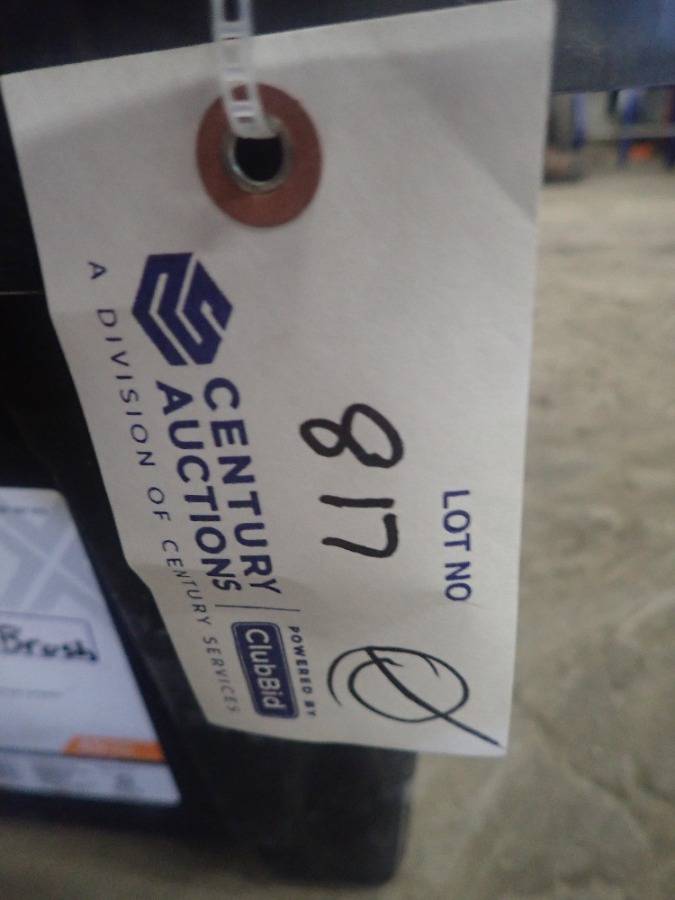 LOT NO
817
CENTURY
AUCTIONS
POWERED BY
ClubBid
A DIVISION OF CENTURY SERVICES
Brush